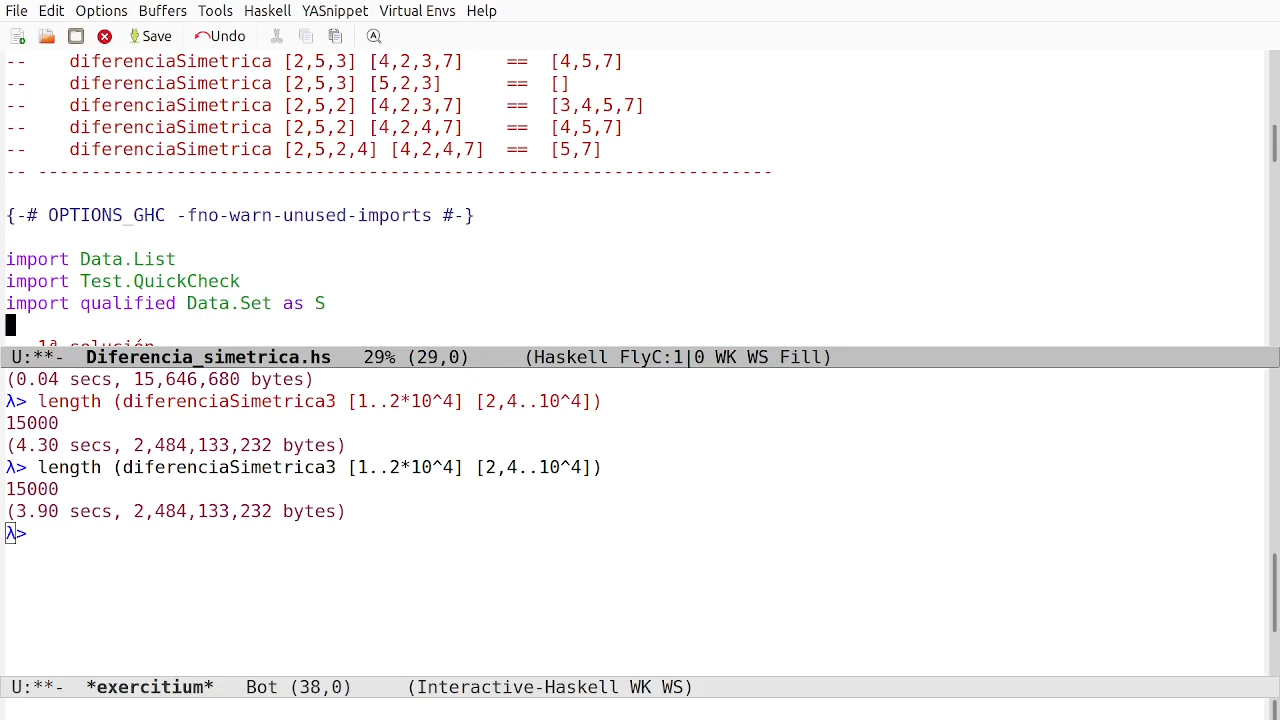 File Edit Options Buffers Tools Haskell YASnippet Virtual Envs Help
Save Undo
-- diferenciaSimetrica [2,5,3] [4,2,3,7] == [4,5,7]
-- diferenciaSimetrica [2,5,3] [5,2,3] == []
-- diferenciaSimetrica [2,5,2] [4,2,3,7] == [3,4,5,7]
-- diferenciaSimetrica [2,5,2] [4,2,4,7] == [4,5,7]
-- diferenciaSimetrica [2,5,2,4] [4,2,4,7] == [5,7]
-- ---------------------------------------------------------------------
{-# OPTIONS_GHC -fno-warn-unused-imports #-}
import Data.List
import Test.QuickCheck
import qualified Data.Set as S
1ª solución
U:**- Diferencia_simetrica.hs 29% (29,0) (Haskell FlyC:1|0 WK WS Fill)
(0.04 secs, 15,646,680 bytes)
λ> length (diferenciaSimetrica3 [1..2*10^4] [2,4..10^4])
15000
(4.30 secs, 2,484,133,232 bytes)
λ> length (diferenciaSimetrica3 [1..2*10^4] [2,4..10^4])
15000
(3.90 secs, 2,484,133,232 bytes)
λ>
U:**- *exercitium* Bot (38,0) (Interactive-Haskell WK WS)